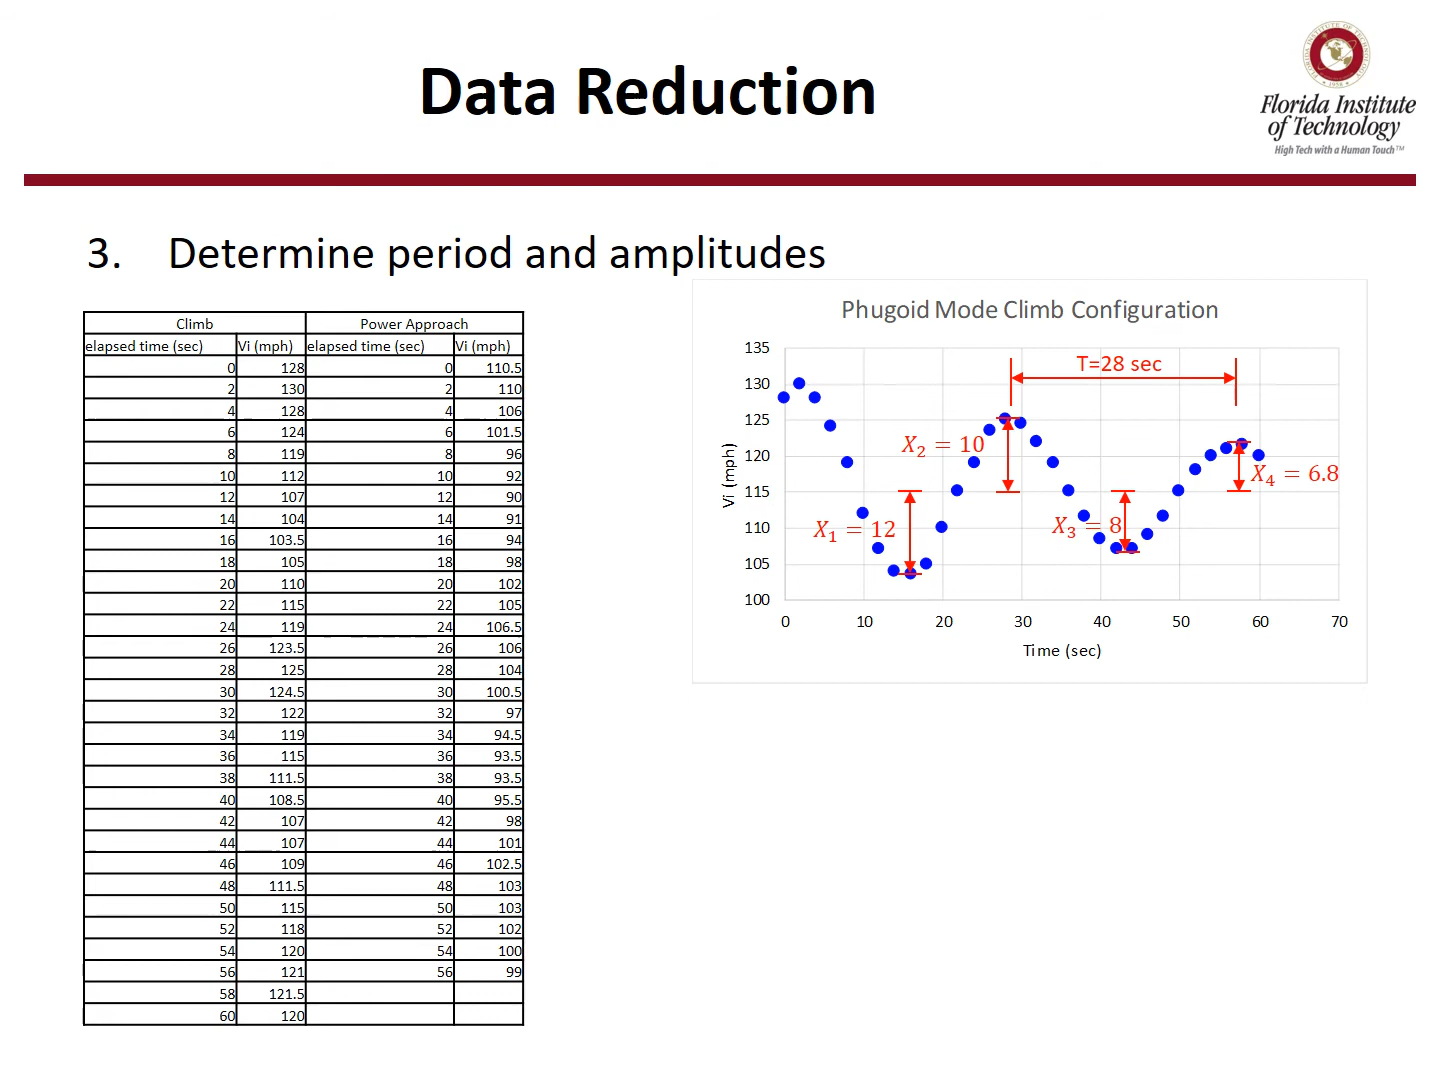 Data Reduction
Florida Institute
of Technology
High Tech with a Human Touch™
3. Determine period and amplitudes
Climb Power Approach
elapsed time (sec) Vi (mph) elapsed time (sec) Vi (mph)
0 128 0 110.5
2 130 2 110
4 128 4 106
6 124 6 101.5
8 119 8 96
10 112 10 92
12 107 12 90
14 104 14 91
16 103.5 16 94
18 105 18 98
20 110 20 102
22 115 22 105
24 119 24 106.5
26 123.5 26 106
28 125 28 104
30 124.5 30 100.5
32 122 32 97
34 119 34 94.5
36 115 36 93.5
38 111.5 38 93.5
40 108.5 40 95.5
42 107 42 98
44 107 44 101
46 109 46 102.5
48 111.5 48 103
50 115 50 103
52 118 52 102
54 120 54 100
56 121 56 99
58 121.5
60 120
Phugoid Mode Climb Configuration
135
130
125
120
115
110
105
100
Vi (mph)
T=28 sec
X₂ = 10
X₄ = 6.8
X₁ = 12
X₃ = 8
0 10 20 30 40 50 60 70
Time (sec)